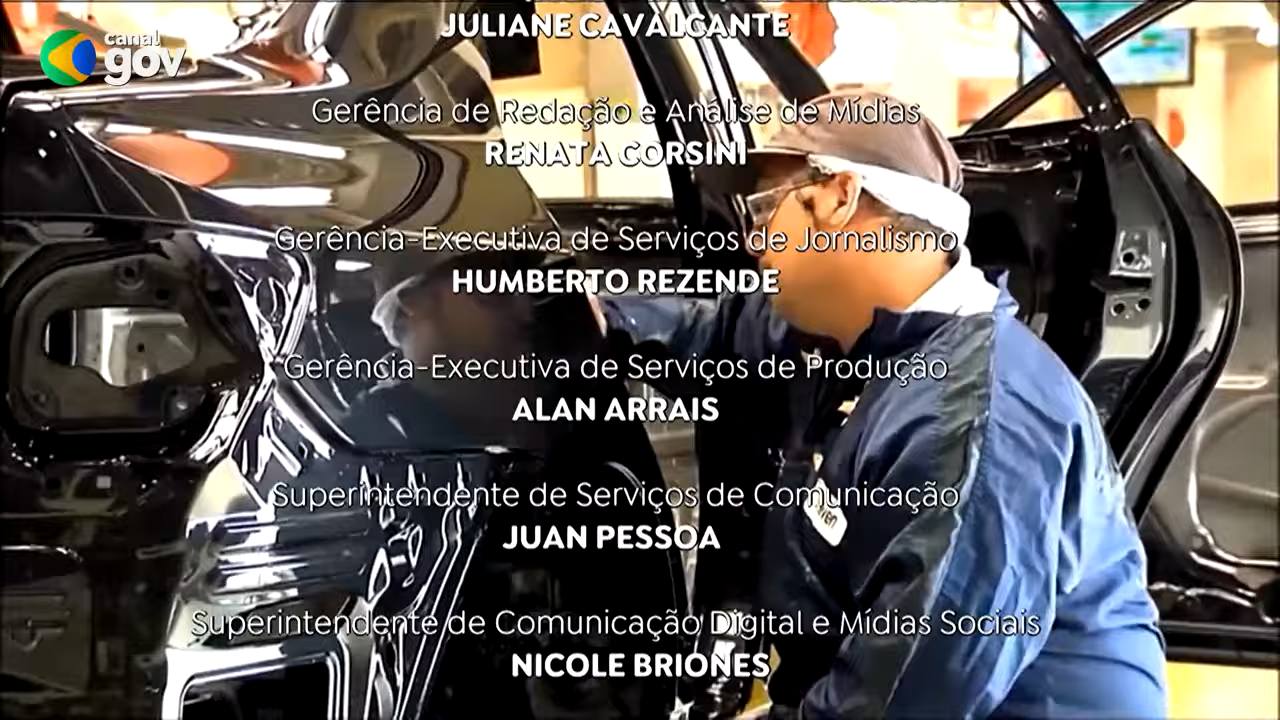 canal
gov
JULIANE CAVALCANTE
Gerência de Redação e Análise de Mídias
RENATA CORSINI
Gerência-Executiva de Serviços de Jornalismo
HUMBERTO REZENDE
Gerência-Executiva de Serviços de Produção
ALAN ARRAIS
Superintendente de Serviços de Comunicação
JUAN PESSOA
Superintendente de Comunicação Digital e Mídias Sociais
NICOLE BRIONES